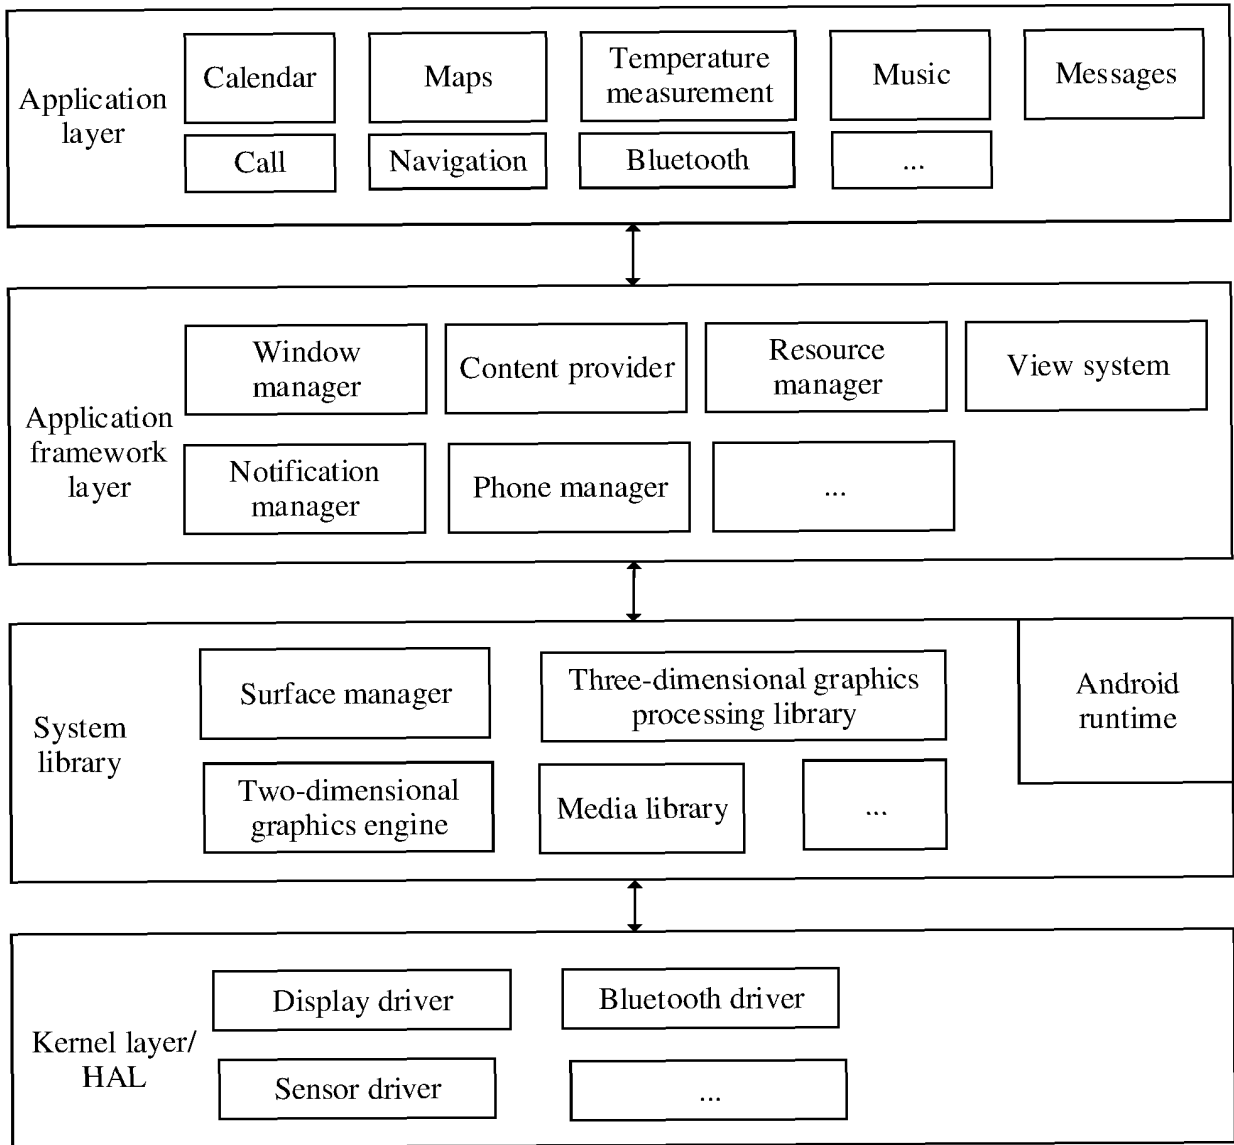 Application
layer
Calendar
Maps
Temperature
measurement
Music
Messages
Call
Navigation
Bluetooth
...
Application
framework
layer
Window
manager
Content provider
Resource
manager
View system
Notification
manager
Phone manager
...
System
library
Surface manager
Three-dimensional graphics
processing library
Android
runtime
Two-dimensional
graphics engine
Media library
...
Kernel layer/
HAL
Display driver
Bluetooth driver
Sensor driver
...